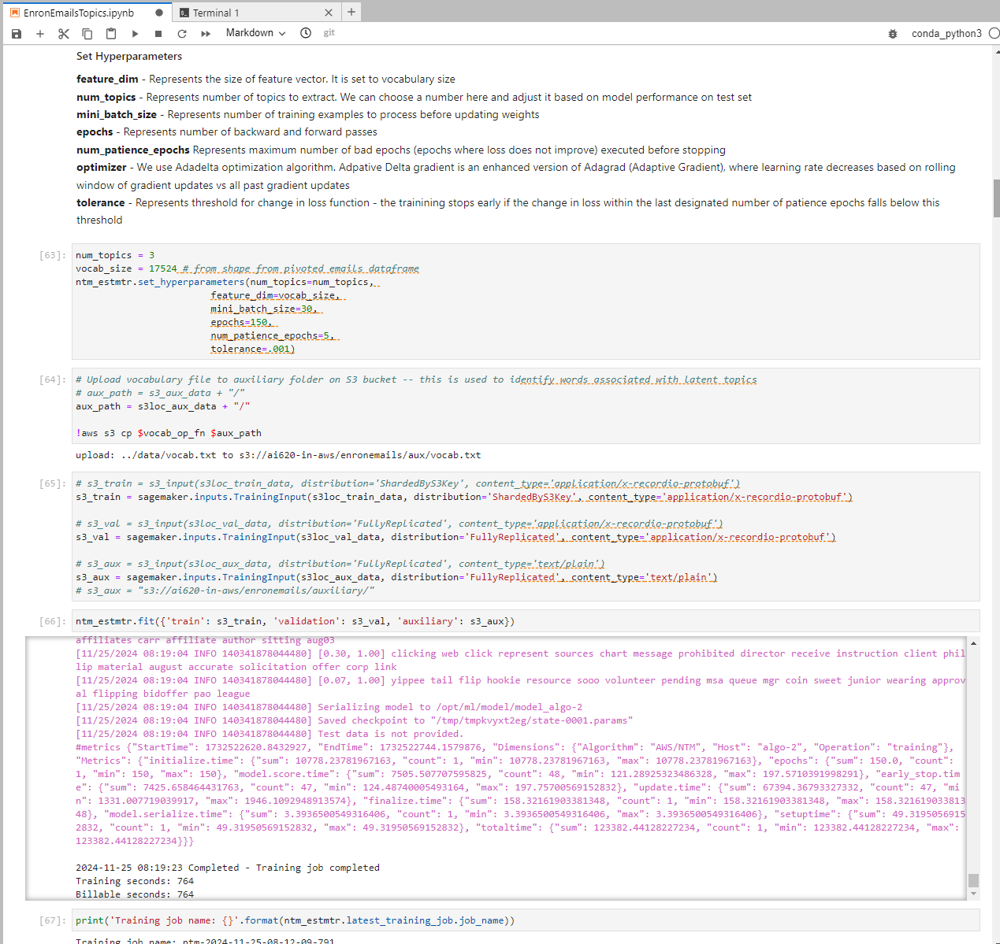 EnronEmailsTopics.ipynb
Terminal 1
Markdown
git
conda_python3
Set Hyperparameters
feature_dim - Represents the size of feature vector. It is set to vocabulary size
num_topics - Represents number of topics to extract. We can choose a number here and adjust it based on model performance on test set
mini_batch_size - Represents number of training examples to process before updating weights
epochs - Represents number of backward and forward passes
num_patience_epochs Represents maximum number of bad epochs (epochs where loss does not improve) executed before stopping
optimizer - We use Adadelta optimization algorithm. Adpative Delta gradient is an enhanced version of Adagrad (Adaptive Gradient), where learning rate decreases based on rolling
window of gradient updates vs all past gradient updates
tolerance - Represents threshold for change in loss function - the trainining stops early if the change in loss within the last designated number of patience epochs falls below this
threshold
[63]: num_topics = 3
vocab_size = 17524 # from shape from pivoted emails dataframe
ntm_estmtr.set_hyperparameters(num_topics=num_topics,
feature_dim=vocab_size,
mini_batch_size=30,
epochs=150,
num_patience_epochs=5,
tolerance=.001)
[64]: # Upload vocabulary file to auxiliary folder on S3 bucket -- this is used to identify words associated with latent topics
# aux_path = s3_aux_data + "/"
aux_path = s3loc_aux_data + "/"
!aws s3 cp $vocab_op_fn $aux_path
upload: ../data/vocab.txt to s3://ai620-in-aws/enronemails/aux/vocab.txt
[65]: # s3_train = s3_input(s3loc_train_data, distribution='ShardedByS3Key', content_type='application/x-recordio-protobuf')
s3_train = sagemaker.inputs.TrainingInput(s3loc_train_data, distribution='ShardedByS3Key', content_type='application/x-recordio-protobuf')
# s3_val = s3_input(s3loc_val_data, distribution='FullyReplicated', content_type='application/x-recordio-protobuf')
s3_val = sagemaker.inputs.TrainingInput(s3loc_val_data, distribution='FullyReplicated', content_type='application/x-recordio-protobuf')
# s3_aux = s3_input(s3loc_aux_data, distribution='FullyReplicated', content_type='text/plain')
s3_aux = sagemaker.inputs.TrainingInput(s3loc_aux_data, distribution='FullyReplicated', content_type='text/plain')
# s3_aux = "s3://ai620-in-aws/enronemails/auxiliary/"
[66]: ntm_estmtr.fit({'train': s3_train, 'validation': s3_val, 'auxiliary': s3_aux})
affiliates carr affiliate author sitting aug03
[11/25/2024 08:19:04 INFO 140341878044480] [0.30, 1.00] clicking web click represent sources chart message prohibited director receive instruction client phil
lip material august accurate solicitation offer corp link
[11/25/2024 08:19:04 INFO 140341878044480] [0.07, 1.00] yippee tail flip hookie resource sooo volunteer pending msa queue mgr coin sweet junior wearing approv
al flipping bidoffer pao league
[11/25/2024 08:19:04 INFO 140341878044480] Serializing model to /opt/ml/model/model_algo-2
[11/25/2024 08:19:04 INFO 140341878044480] Saved checkpoint to "/tmp/tmpkvyxt2eg/state-0001.params"
[11/25/2024 08:19:04 INFO 140341878044480] Test data is not provided.
#metrics {"StartTime": 1732522620.8432927, "EndTime": 1732522744.1579876, "Dimensions": {"Algorithm": "AWS/NTM", "Host": "algo-2", "Operation": "training"},
"Metrics": {"initialize.time": {"sum": 10778.23781967163, "count": 1, "min": 10778.23781967163, "max": 10778.23781967163}, "epochs": {"sum": 150.0, "count":
1, "min": 150, "max": 150}, "model.score.time": {"sum": 7505.507707595825, "count": 48, "min": 121.28925323486328, "max": 197.5710391998291}, "early_stop.tim
e": {"sum": 7425.658464431763, "count": 47, "min": 124.48740005493164, "max": 197.75700569152832}, "update.time": {"sum": 67394.36793327332, "count": 47, "mi
n": 1331.007719039917, "max": 1946.1092948913574}, "finalize.time": {"sum": 158.32161903381348, "count": 1, "min": 158.32161903381348, "max": 158.321619033813
48}, "model.serialize.time": {"sum": 3.3936500549316406, "count": 1, "min": 3.3936500549316406, "max": 3.3936500549316406}, "setuptime": {"sum": 49.3195056915
2832, "count": 1, "min": 49.31950569152832, "max": 49.31950569152832}, "totaltime": {"sum": 123382.44128227234, "count": 1, "min": 123382.44128227234, "max":
123382.44128227234}}}
2024-11-25 08:19:23 Completed - Training job completed
Training seconds: 764
Billable seconds: 764
[67]: print('Training job name: {}'.format(ntm_estmtr.latest_training_job.job_name))
Training job name: ntm-2024-11-25-08-12-09-791